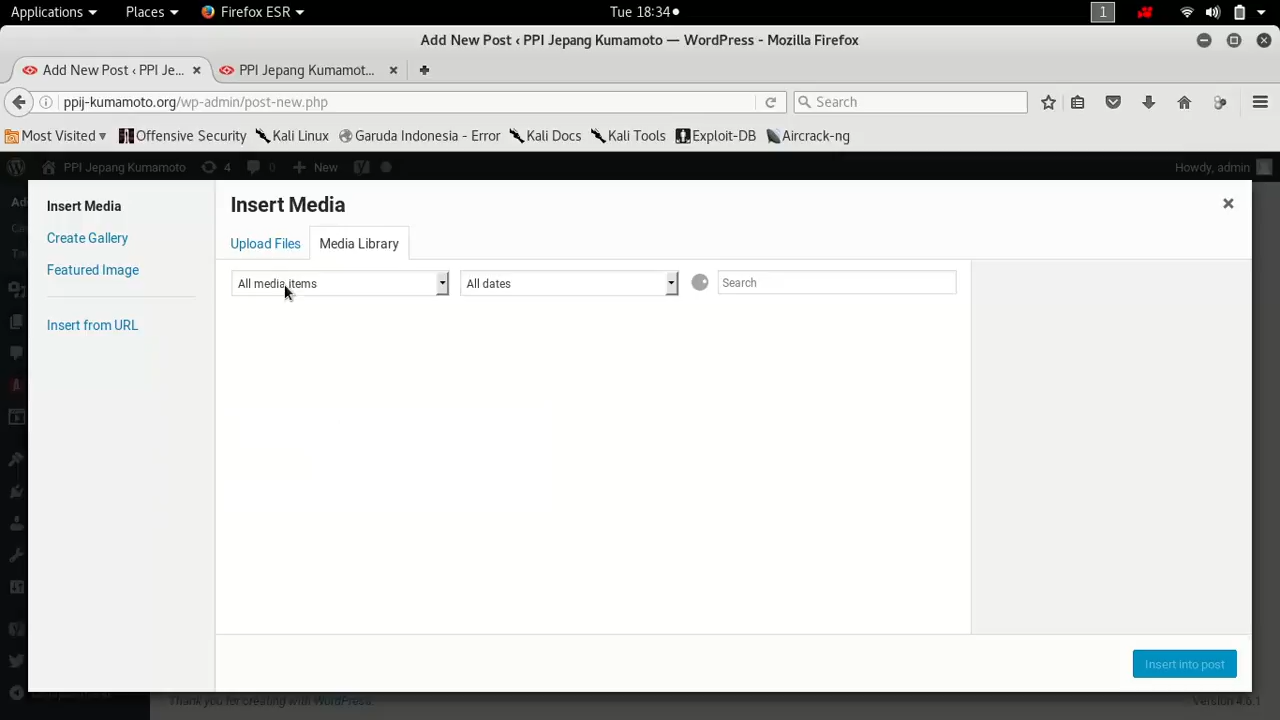 Applications Places Firefox ESR Tue 18:34 1
Add New Post ‹ PPI Jepang Kumamoto — WordPress - Mozilla Firefox
Add New Post ‹ PPI Je... PPI Jepang Kumamot...
ppij-kumamoto.org/wp-admin/post-new.php Search
Most Visited Offensive Security Kali Linux Garuda Indonesia - Error Kali Docs Kali Tools Exploit-DB Aircrack-ng
PPI Jepang Kumamoto 4 0 New Howdy, admin
Insert Media
Create Gallery
Featured Image
Insert from URL
Insert Media
Upload Files Media Library
All media items All dates Search
Insert into post
Thank you for creating with WordPress. Version 4.6.1